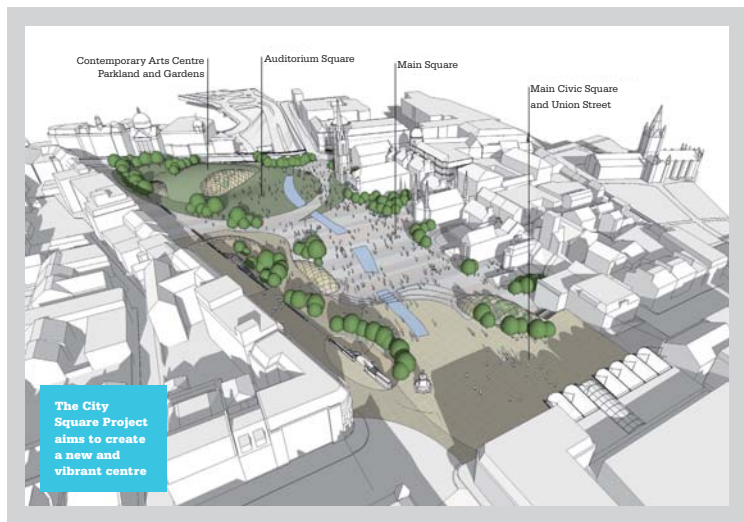 Contemporary Arts Centre
Parkland and Gardens
Auditorium Square
Main Square
Main Civic Square
and Union Street
The City
Square Project
aims to create
a new and
vibrant centre